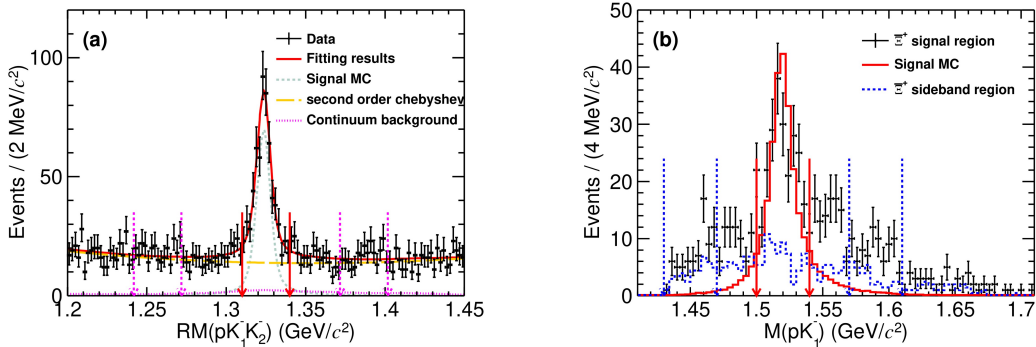 (a)
Data
Fitting results
Signal MC
second order chebyshev
Continuum background
Events / (2 MeV/c²)
100
50
0
1.2 1.25 1.3 1.35 1.4 1.45
RM(pK₁⁻K₂⁻) (GeV/c²)
(b)
Ξ̄⁺ signal region
Signal MC
Ξ̄⁺ sideband region
Events / (4 MeV/c²)
50
40
30
20
10
0
1.45 1.5 1.55 1.6 1.65 1.7
M(pK₁⁻) (GeV/c²)